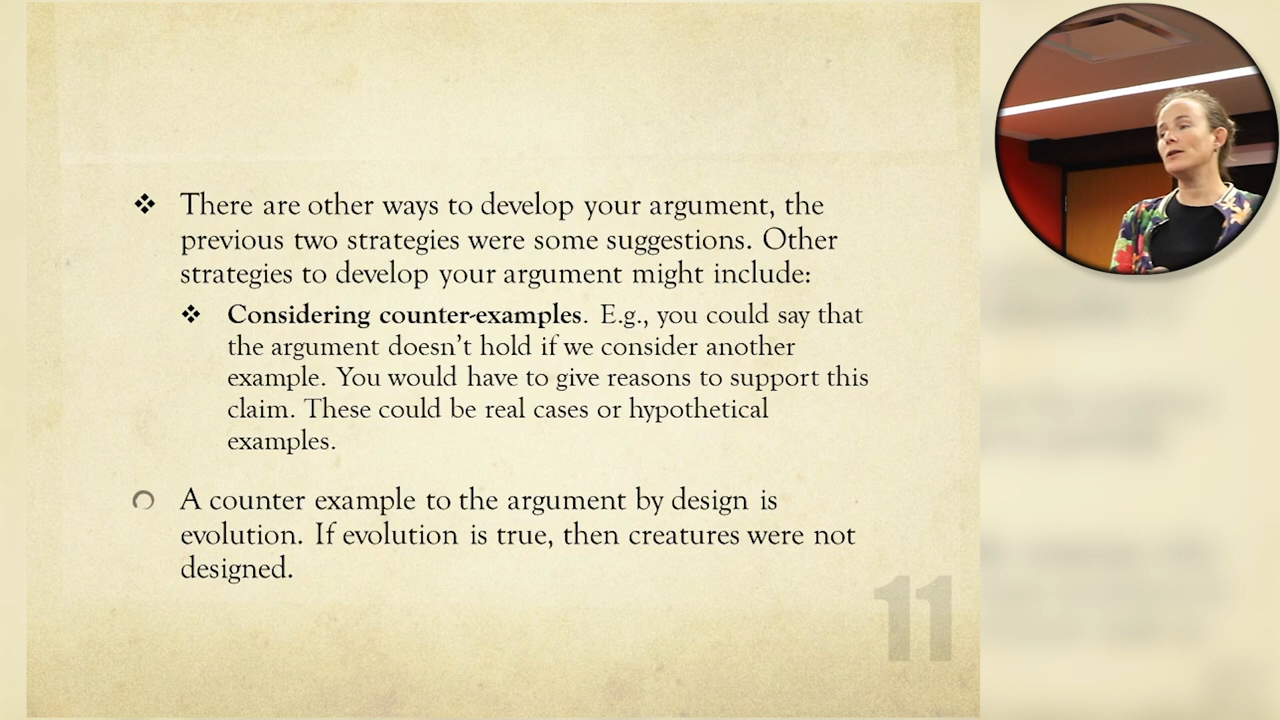 There are other ways to develop your argument, the
previous two strategies were some suggestions. Other
strategies to develop your argument might include:
Considering counter-examples. E.g., you could say that
the argument doesn't hold if we consider another
example. You would have to give reasons to support this
claim. These could be real cases or hypothetical
examples.
A counter example to the argument by design is
evolution. If evolution is true, then creatures were not
designed.
11